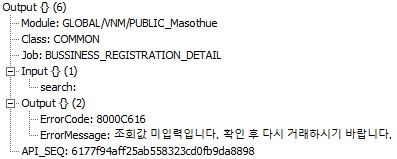 Output {} (6)
Module: GLOBAL/VNM/PUBLIC_Masothue
Class: COMMON
Job: BUSSINESS_REGISTRATION_DETAIL
Input {} (1)
search:
Output {} (2)
ErrorCode: 8000C616
ErrorMessage: 조회값 미입력입니다. 확인 후 다시 거래하시기 바랍니다.
API_SEQ: 6177f94aff25ab558323cd0fb9da8898